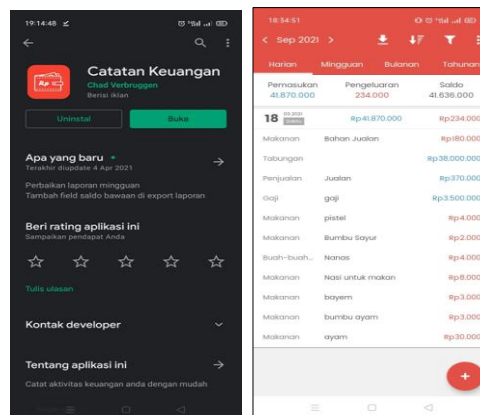 19:14:48
Catatan Keuangan
Chad Verbruggen
Berisi iklan
Rp
Uninstal
Buka
Apa yang baru
Terakhir diupdate 4 Apr 2021
Perbaikan laporan mingguan
Tambah field saldo bawaan di export laporan
Beri rating aplikasi ini
Sampaikan pendapat Anda
Tulis ulasan
Kontak developer
Tentang aplikasi ini
Catat aktivitas keuangan anda dengan mudah
18:54:51
< Sep 2021 >
Harian Mingguan Bulanan Tahunan
Pemasukan Pengeluaran Saldo
41.870.000 234.000 41.636.000
18 09.2021 Sabtu Rp41.870.000 Rp234.000
Makanan Bahan Jualan Rp180.000
Tabungan Rp38.000.000
Penjualan Jualan Rp370.000
Gaji gaji Rp3.500.000
Makanan pistel Rp4.000
Makanan Bumbu Sayur Rp2.000
Buah-buah... Nanas Rp4.000
Makanan Nasi untuk makan Rp8.000
Makanan bayem Rp3.000
Makanan bumbu ayam Rp3.000
Makanan ayam Rp30.000